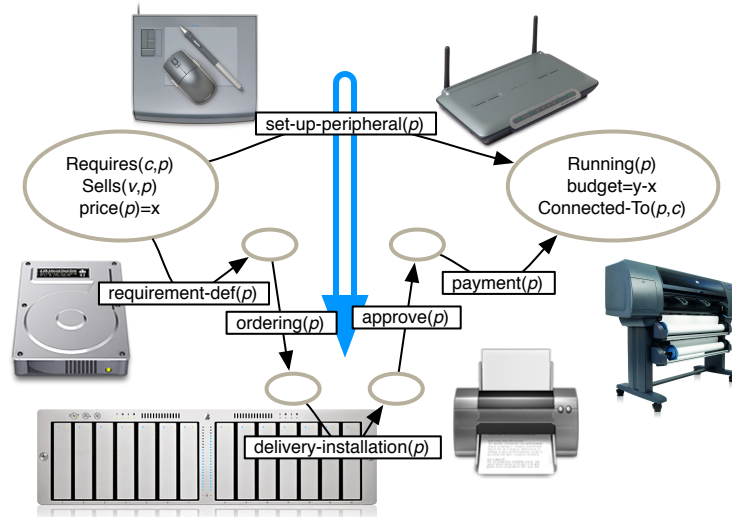 set-up-peripheral(p)
Requires(c,p)
Sells(v,p)
price(p)=x
Running(p)
budget=y-x
Connected-To(p,c)
requirement-def(p)
payment(p)
ordering(p)
approve(p)
delivery-installation(p)